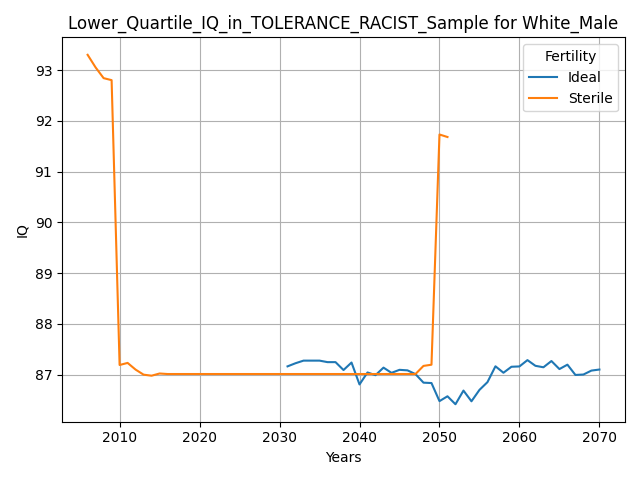 Lower_Quartile_IQ_in_TOLERANCE_RACIST_Sample for White_Male
Fertility
Ideal
Sterile
93
92
91
90
89
88
87
IQ
2010 2020 2030 2040 2050 2060 2070
Years